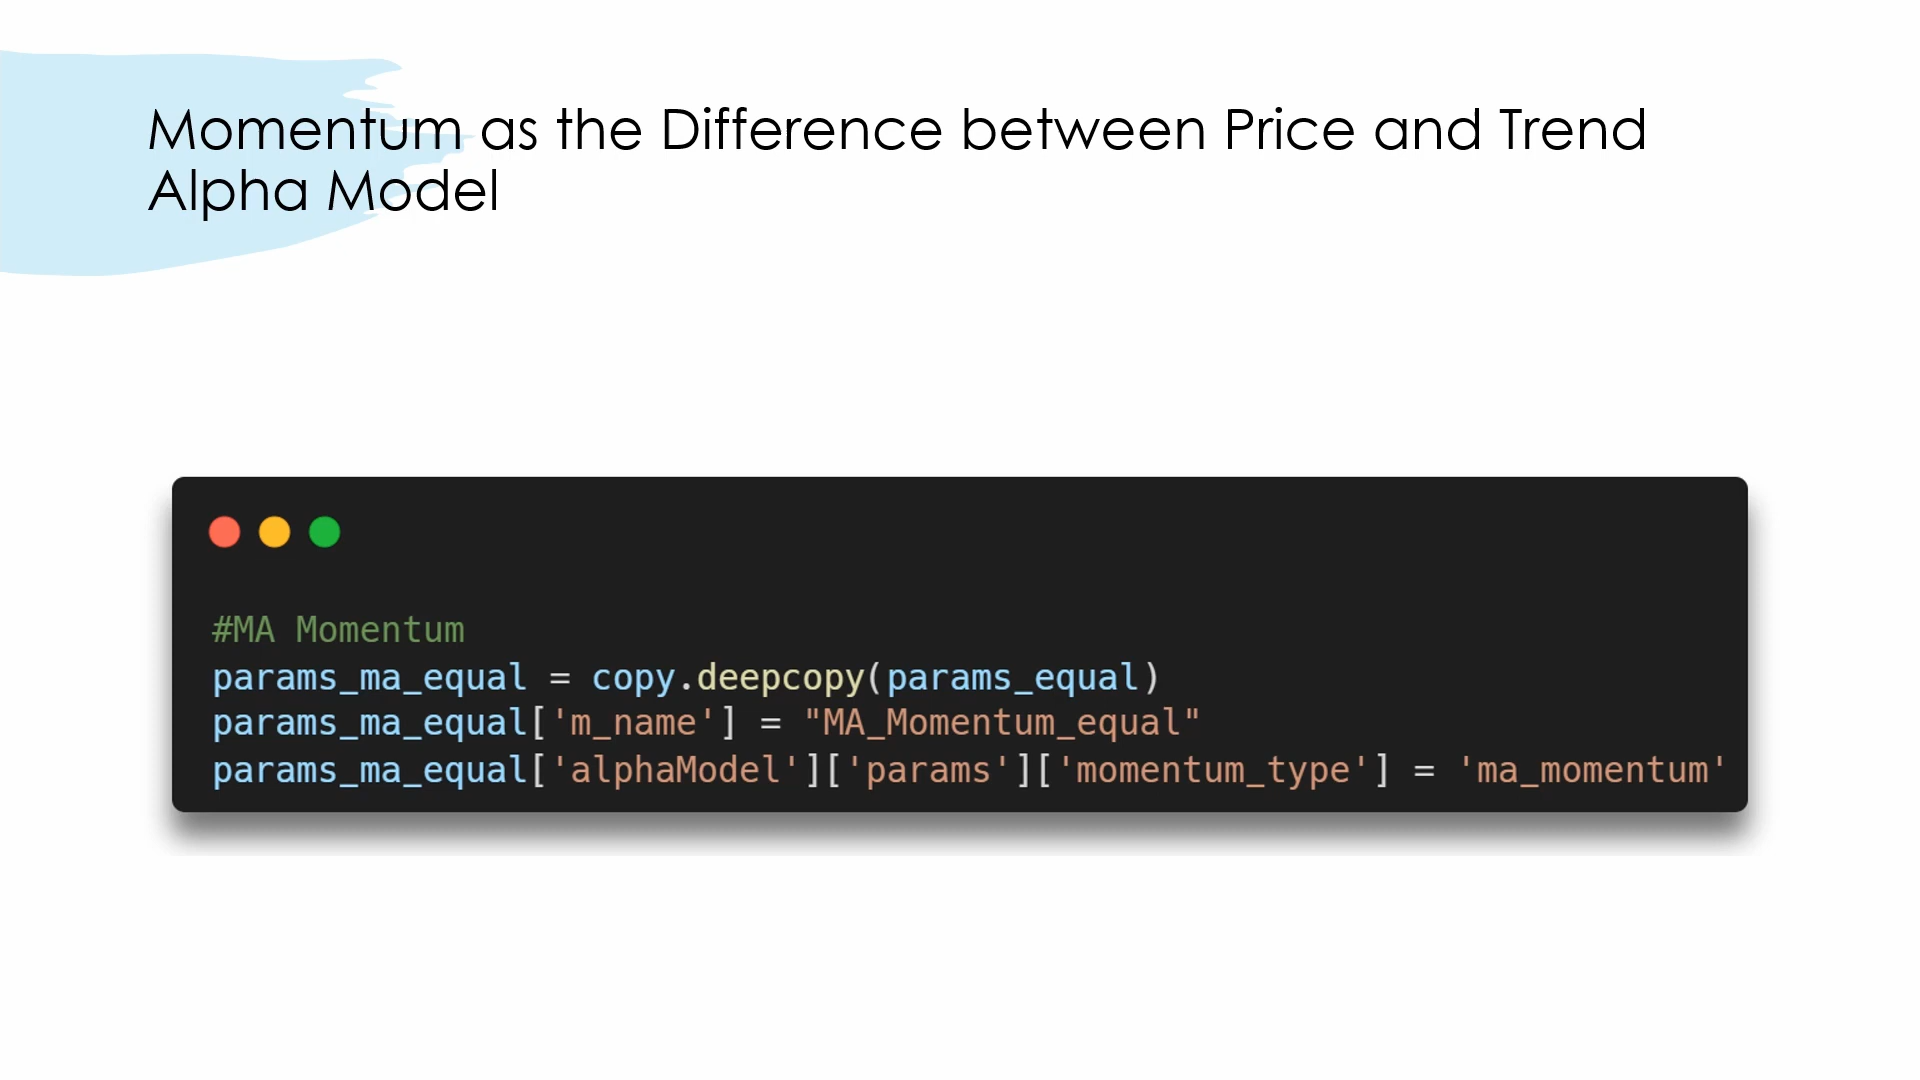 Momentum as the Difference between Price and Trend
Alpha Model
#MA Momentum
params_ma_equal = copy.deepcopy(params_equal)
params_ma_equal['m_name'] = "MA_Momentum_equal"
params_ma_equal['alphaModel']['params']['momentum_type'] = 'ma_momentum'